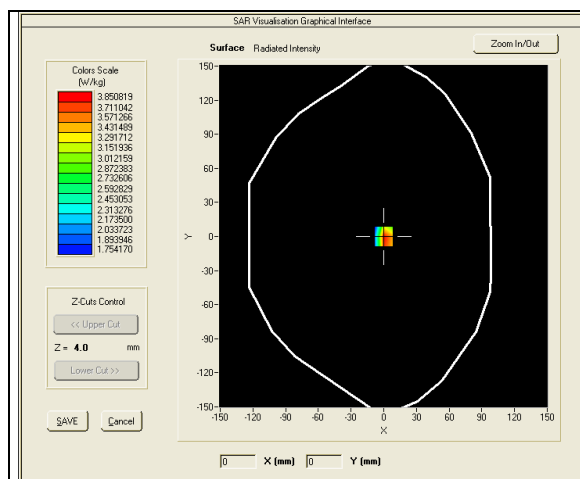 SAR Visualisation Graphical Interface
Surface Radiated Intensity
Zoom In/Out
Colors Scale
(W/kg)
3.850819
3.711042
3.571266
3.431489
3.291712
3.151936
3.012159
2.872383
2.732606
2.592829
2.453053
2.313276
2.173500
2.033723
1.893946
1.754170
Z-Cuts Control
<< Upper Cut
Z = 4.0 mm
Lower Cut >>
SAVE Cancel
150
120
90
60
30
0
-30
-60
-90
-120
-150
Y
-150 -120 -90 -60 -30 0 30 60 90 120 150
X
0 X (mm) 0 Y (mm)